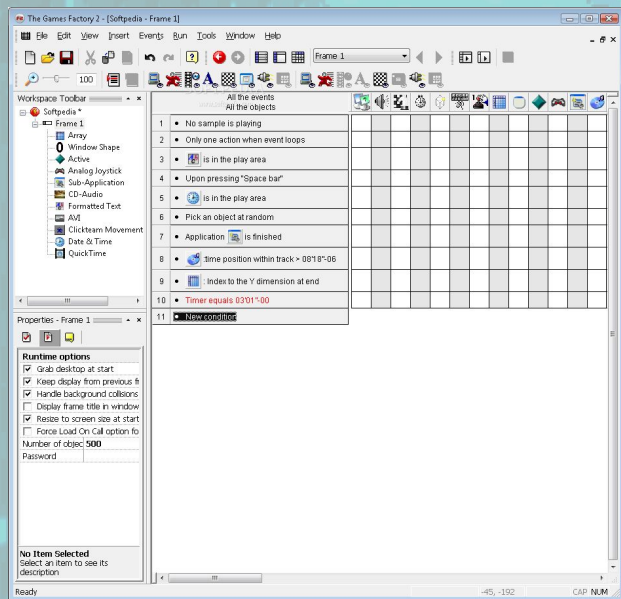 The Games Factory 2 - [Softpedia - Frame 1]
File Edit View Insert Events Run Tools Window Help
Frame 1
100
Workspace Toolbar
Softpedia *
Frame 1
Array
Window Shape
Active
Analog Joystick
Sub-Application
CD-Audio
Formatted Text
AVI
Clickteam Movement
Date & Time
QuickTime
All the events
All the objects
1 • No sample is playing
2 • Only one action when event loops
3 • is in the play area
4 • Upon pressing "Space bar"
5 • is in the play area
6 • Pick an object at random
7 • Application is finished
8 • :time position within track > 08'18"-06
9 • : Index to the Y dimension at end
10 • Timer equals 03'01"-00
11 • New condition
Properties - Frame 1
Runtime options
Grab desktop at start
Keep display from previous fr
Handle background collisions
Display frame title in window
Resize to screen size at start
Force Load On Call option fo
Number of objec 500
Password
No Item Selected
Select an item to see its
description
Ready
-45, -192
CAP NUM